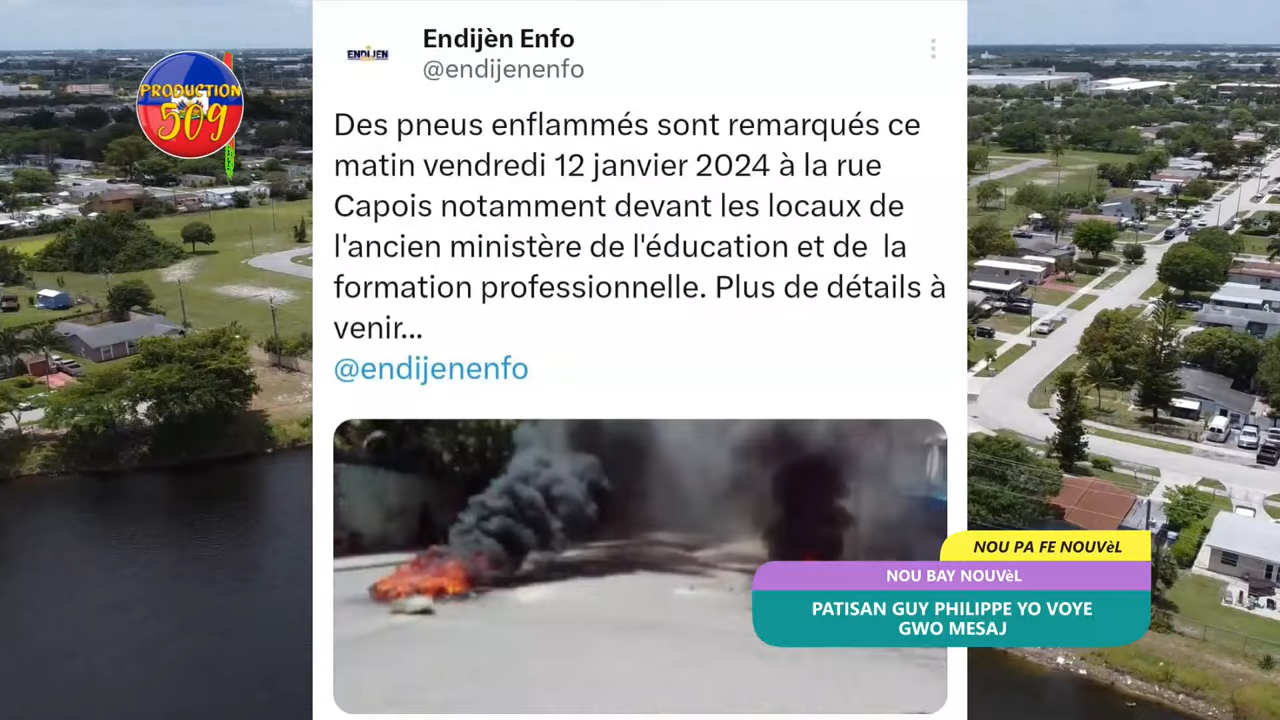 PRODUCTION
509
ENDIJEN
Endijèn Enfo
@endijenenfo
Des pneus enflammés sont remarqués ce
matin vendredi 12 janvier 2024 à la rue
Capois notamment devant les locaux de
l'ancien ministère de l'éducation et de la
formation professionnelle. Plus de détails à
venir...
@endijenenfo
NOU PA FE NOUVèL
NOU BAY NOUVèL
PATISAN GUY PHILIPPE YO VOYE
GWO MESAJ